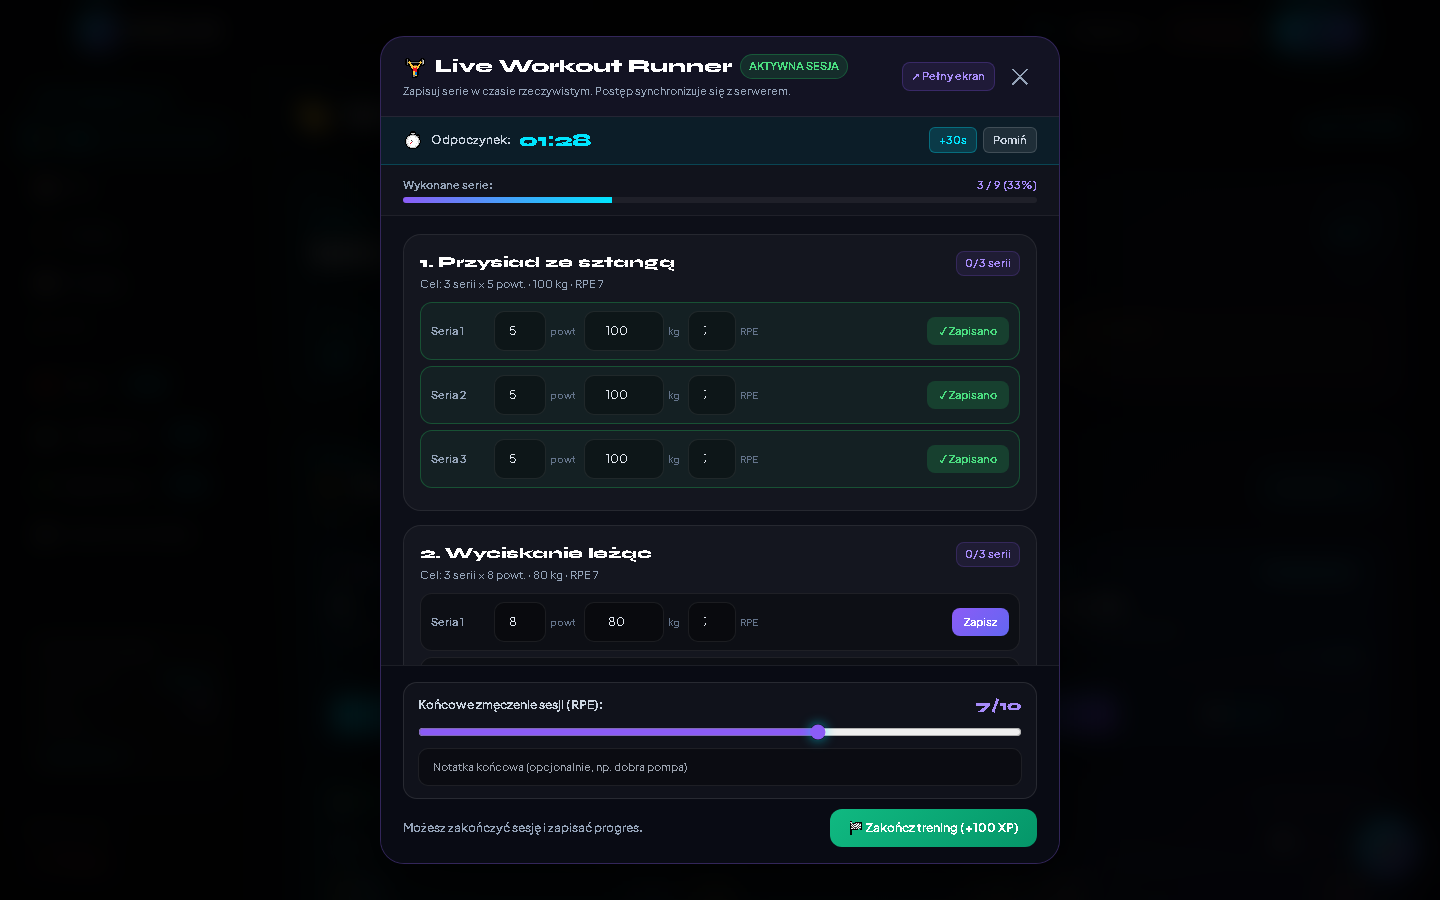 Live Workout Runner AKTYWNA SESJA
↗ Pełny ekran
Zapisuj serie w czasie rzeczywistym. Postęp synchronizuje się z serwerem.
Odpoczynek: 01:28
+30s Pomiń
Wykonane serie: 3 / 9 (33%)
1. Przysiad ze sztangą 0/3 serii
Cel: 3 serii × 5 powt. · 100 kg · RPE 7
Seria 1 5 powt 100 kg RPE ✓ Zapisano
Seria 2 5 powt 100 kg RPE ✓ Zapisano
Seria 3 5 powt 100 kg RPE ✓ Zapisano
2. Wyciskanie leżąc 0/3 serii
Cel: 3 serii × 8 powt. · 80 kg · RPE 7
Seria 1 8 powt 80 kg RPE Zapisz
Końcowe zmęczenie sesji (RPE): 7/10
Notatka końcowa (opcjonalnie, np. dobra pompa)
Możesz zakończyć sesję i zapisać progres.
Zakończ trening (+100 XP)